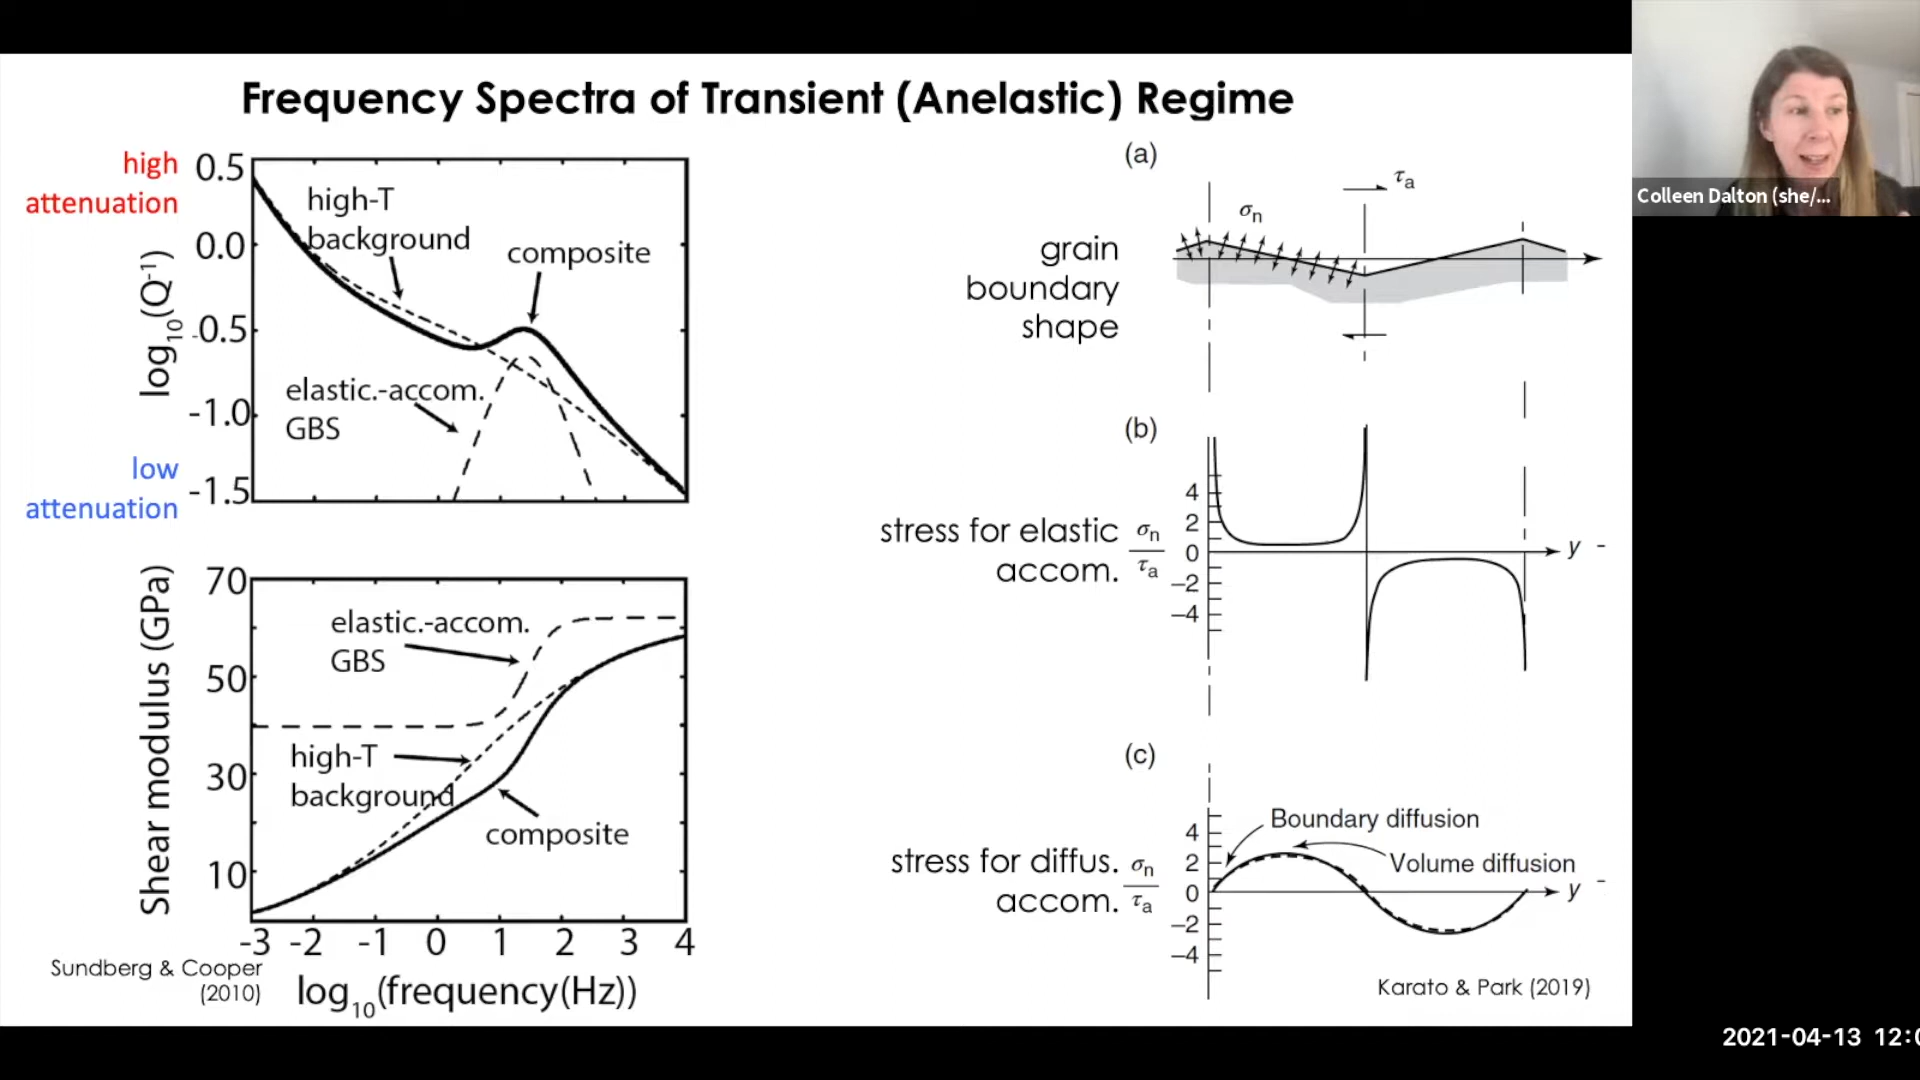 Frequency Spectra of Transient (Anelastic) Regime
high
attenuation
low
attenuation
log10(Q-1)
0.5
0.0
-0.5
-1.0
-1.5
high-T
background
composite
elastic.-accom.
GBS
Shear modulus (GPa)
70
50
30
10
elastic.-accom.
GBS
high-T
background
composite
-3 -2 -1 0 1 2 3 4
log10(frequency(Hz))
Sundberg & Cooper
(2010)
(a)
τa
σn
grain
boundary
shape
(b)
stress for elastic
accom.
σn
τa
4
2
0
−2
−4
y
(c)
Boundary diffusion
Volume diffusion
stress for diffus.
accom.
σn
τa
4
2
0
−2
−4
y
Karato & Park (2019)
Colleen Dalton (she/...
2021-04-13 12:0